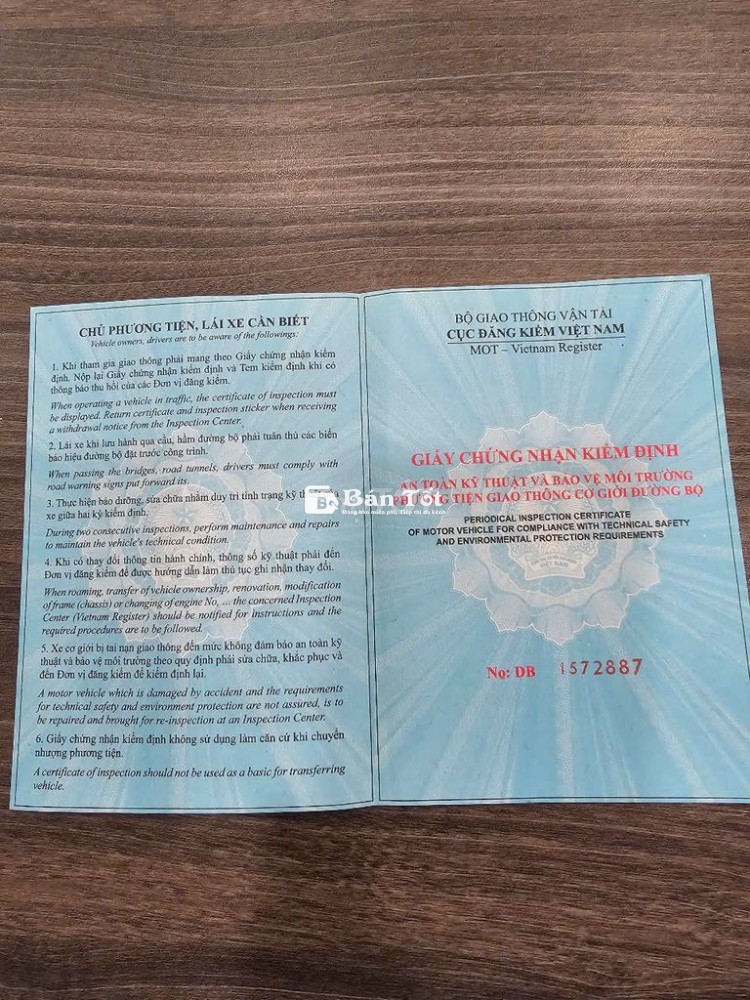 CHỦ PHƯƠNG TIỆN, LÁI XE CẦN BIẾT
Vehicle owners, drivers are to be aware of the followings:
1. Khi tham gia giao thông phải mang theo Giấy chứng nhận kiểm
định. Nộp lại Giấy chứng nhận kiểm định và Tem kiểm định khi có
thông báo thu hồi của các Đơn vị đăng kiểm.
When operating a vehicle in traffic, the certificate of inspection must
be displayed. Return certificate and inspection sticker when receiving
a withdrawal notice from the Inspection Center.
2. Lái xe khi lưu hành qua cầu, hầm đường bộ phải tuân thủ các biển
báo hiệu đường bộ đặt trước công trình.
When passing the bridges, road tunnels, drivers must comply with
road warning signs put forward its.
3. Thực hiện bảo dưỡng, sửa chữa nhằm duy trì tình trạng kỹ
xe giữa hai kỳ kiểm định.
During two consecutive inspections, perform maintenance and repairs
to maintain the vehicle's technical condition.
4. Khi có thay đổi thông tin hành chính, thông số kỹ thuật phải đến
Đơn vị đăng kiểm để được hướng dẫn làm thủ tục ghi nhận thay đổi.
When roaming, transfer of vehicle ownership, renovation, modification
of frame (chassis) or changing of engine No, ... the concerned Inspection
Center (Vietnam Register) should be notified for instructions and the
required procedures are to be followed.
5. Xe cơ giới bị tai nạn giao thông đến mức không đảm bảo an toàn kỹ
thuật và bảo vệ môi trường theo quy định phải sửa chữa, khắc phục và
đến Đơn vị đăng kiểm để kiểm định lại.
A motor vehicle which is damaged by accident and the requirements
for technical safety and environment protection are not assured, is to
be repaired and brought for re-inspection at an Inspection Center.
6. Giấy chứng nhận kiểm định không sử dụng làm căn cứ khi chuyển
nhượng phương tiện.
A certificate of inspection should not be used as a basic for transferring
vehicle.
BỘ GIAO THÔNG VẬN TẢI
CỤC ĐĂNG KIỂM VIỆT NAM
MOT – Vietnam Register
GIẤY CHỨNG NHẬN KIỂM ĐỊNH
AN TOÀN KỸ THUẬT VÀ BẢO VỆ MÔI TRƯỜNG
PHƯƠNG TIỆN GIAO THÔNG CƠ GIỚI ĐƯỜNG BỘ
PERIODICAL INSPECTION CERTIFICATE
OF MOTOR VEHICLE FOR COMPLIANCE WITH TECHNICAL SAFETY
AND ENVIRONMENTAL PROTECTION REQUIREMENTS
VIỆT NAM
No: DB 1572887
Bán Tốt